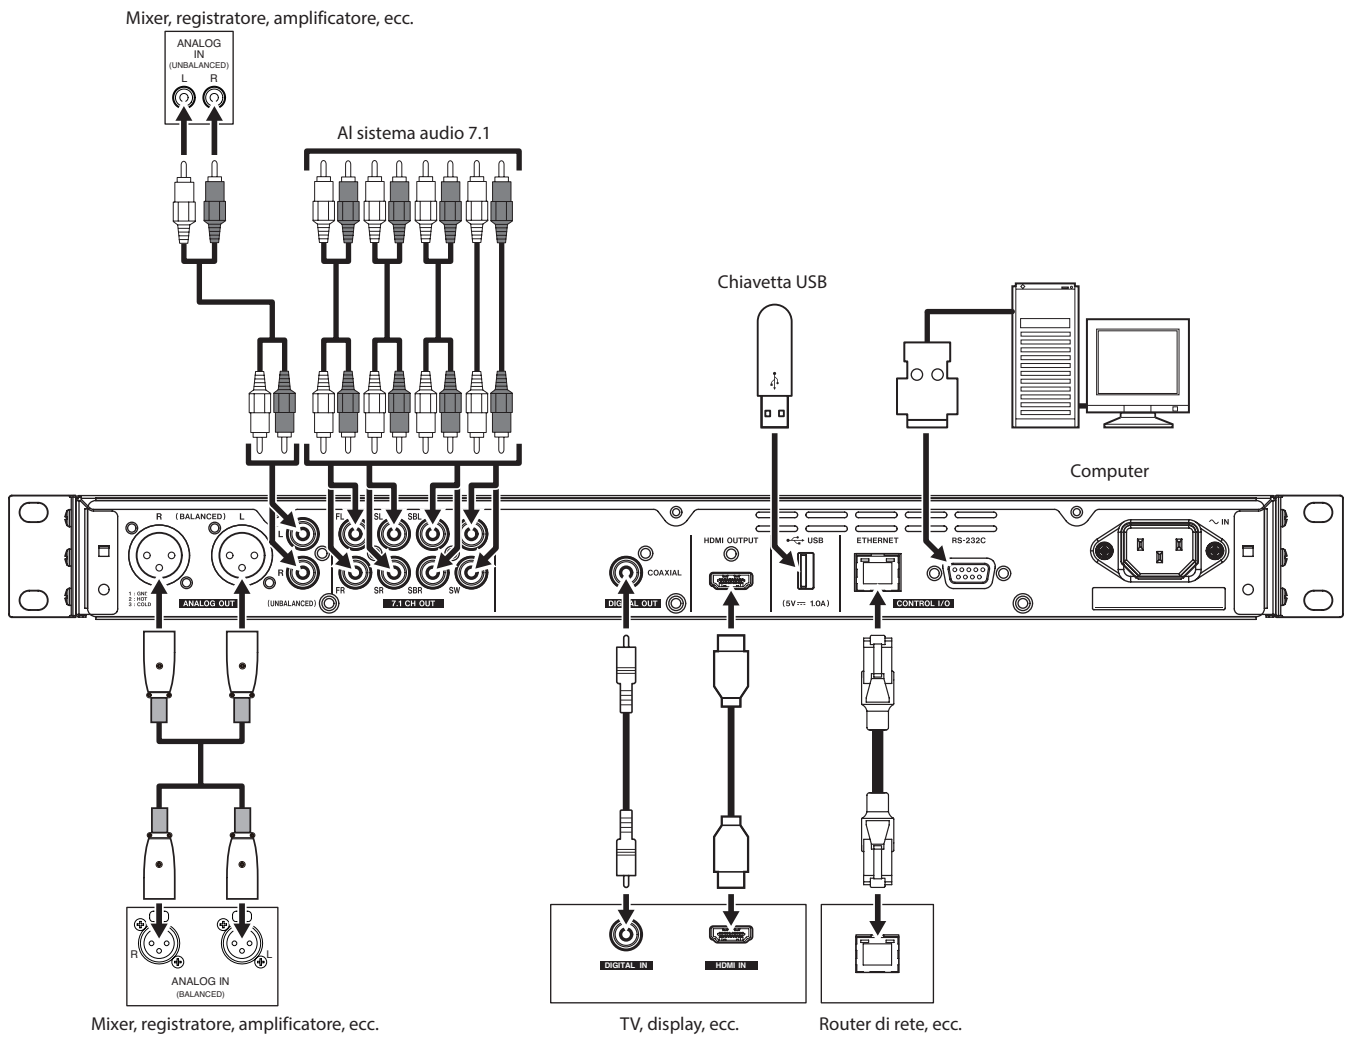 Mixer, registratore, amplificatore, ecc.
ANALOG
IN
(UNBALANCED)
L R
Al sistema audio 7.1
Chiavetta USB
Computer
R (BALANCED) L
L
R
(UNBALANCED)
1 : GND
2 : HOT
3 : COLD
ANALOG OUT
FL SL SBL
FR SR SBR SW
7.1 CH OUT
COAXIAL
DIGITAL OUT
HDMI OUTPUT
USB
(5V 1.0A)
ETHERNET
RS-232C
CONTROL I/O
~ IN
R L
ANALOG IN
(BALANCED)
DIGITAL IN
HDMI IN
Mixer, registratore, amplificatore, ecc.
TV, display, ecc.
Router di rete, ecc.